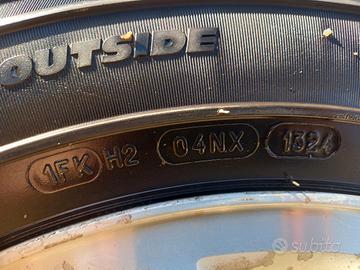 OUTSIDE
1FK H2 04NX 1324
subito